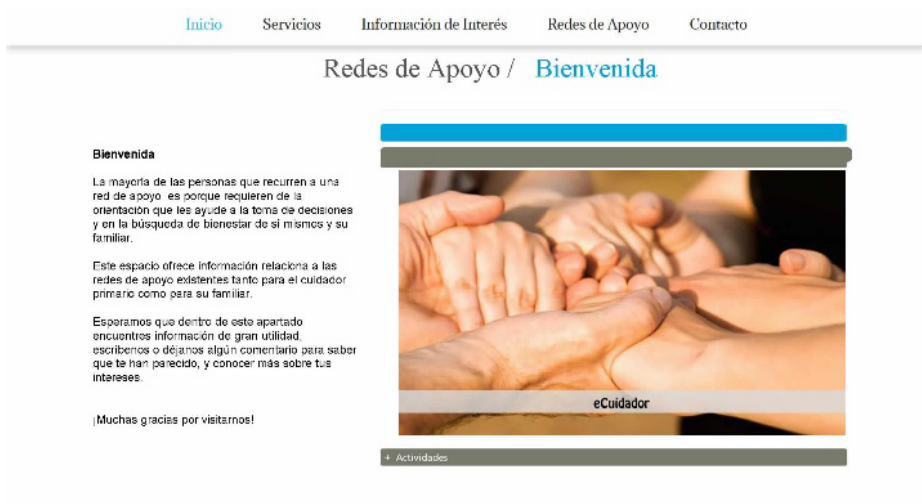 Inicio Servicios Información de Interés Redes de Apoyo Contacto
Redes de Apoyo / Bienvenida
Bienvenida
La mayoría de las personas que recurren a una
red de apoyo es porque requieren de la
orientación que les ayude a la toma de decisiones
y en la búsqueda de bienestar de sí mismos y su
familiar.
Este espacio ofrece información relaciona a las
redes de apoyo existentes tanto para el cuidador
primario como para su familiar.
Esperamos que dentro de este apartado
encuentres información de gran utilidad,
escríbenos o déjanos algún comentario para saber
que te han parecido, y conocer más sobre tus
intereses.
¡Muchas gracias por visitarnos!
eCuidador
+ Actividades